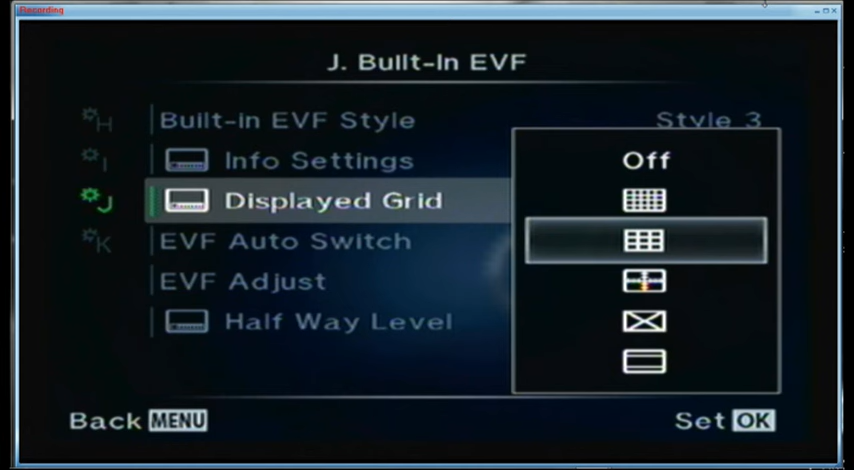 Recording
J. Built-In EVF
H
Built-in EVF Style Style 3
I
Info Settings
Off
J
Displayed Grid
K
EVF Auto Switch
EVF Adjust
Half Way Level
Back MENU
Set OK